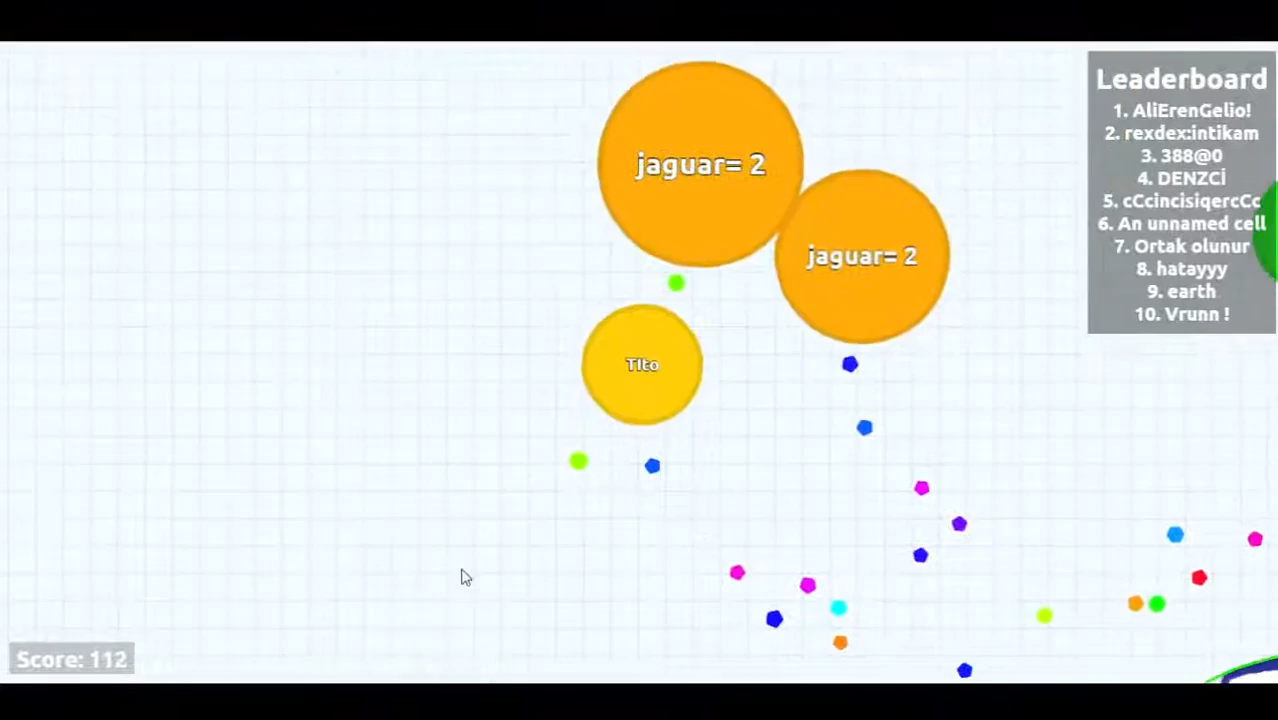 jaguar= 2
jaguar= 2
TIto
Leaderboard
1. AliErenGelio!
2. rexdex:intikam
3. 388@0
4. DENZCİ
5. cCcincisiqercCc
6. An unnamed cell
7. Ortak olunur
8. hatayyy
9. earth
10. Vrunn !
Score: 112